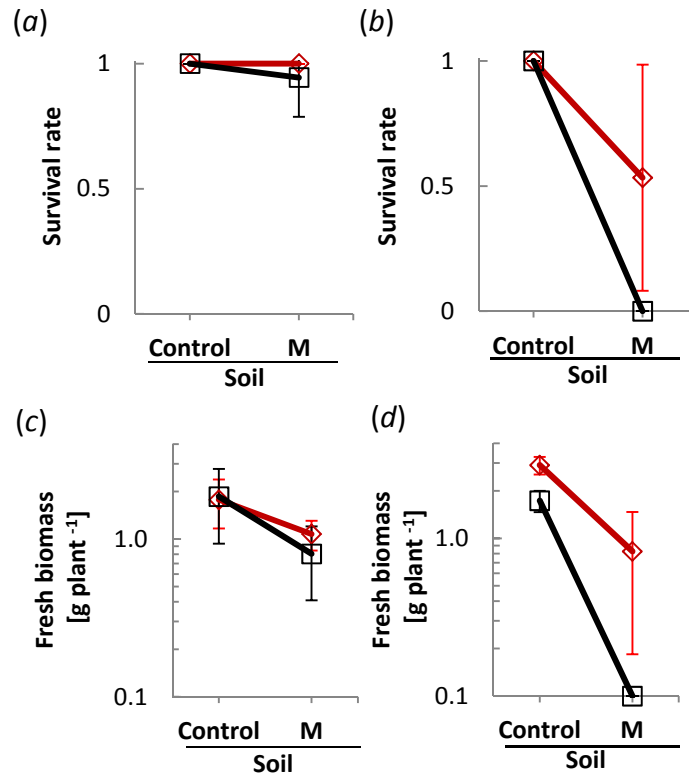 (a)
1
0.5
0
Survival rate
Control M
Soil
(b)
1
0.5
0
Survival rate
Control M
Soil
(c)
1.0
0.1
Fresh biomass
[g plant ⁻¹]
Control M
Soil
(d)
1.0
0.1
Fresh biomass
[g plant ⁻¹]
Control M
Soil